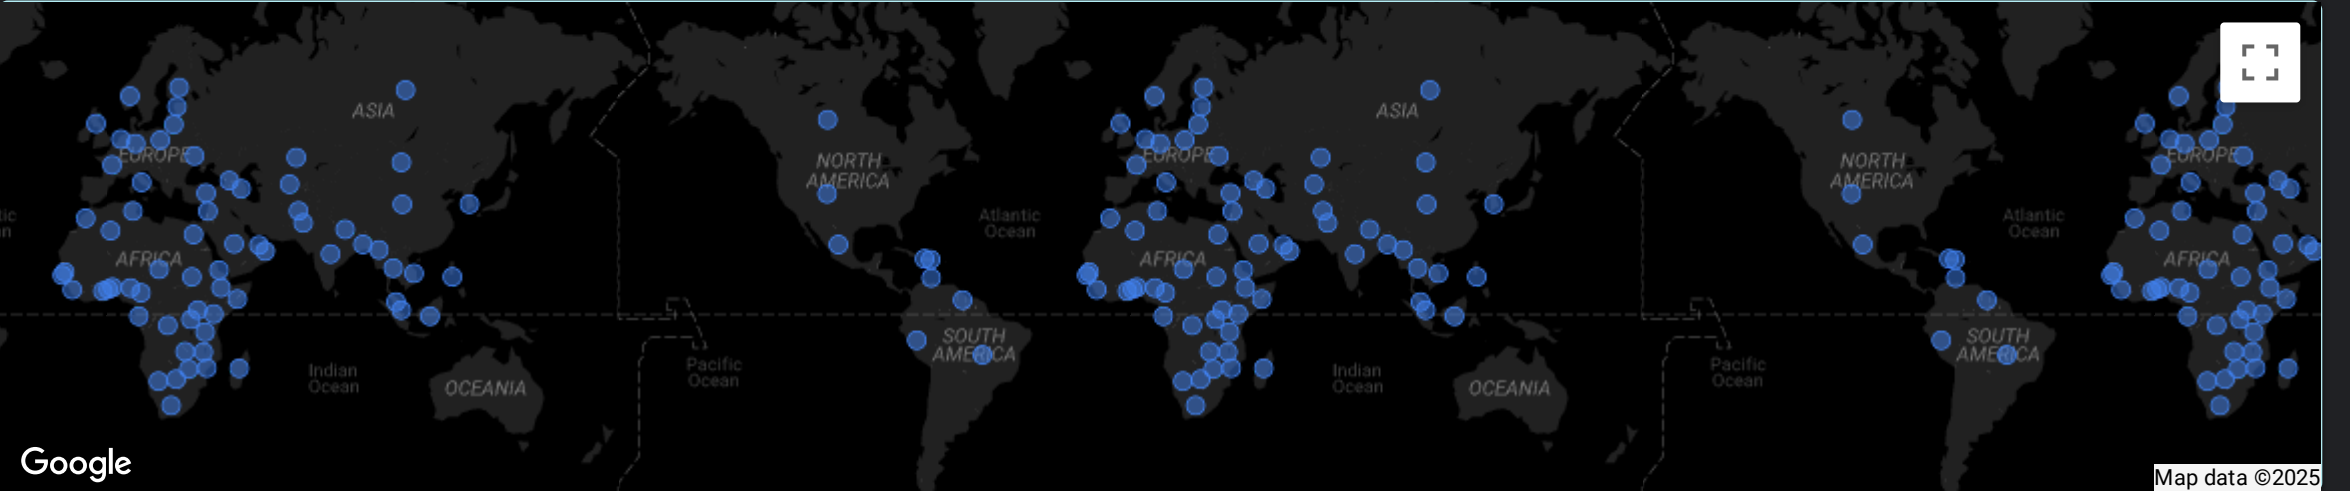 ASIA
EUROPE
NORTH
AMERICA
Atlantic
Ocean
AFRICA
SOUTH
AMERICA
Indian
Ocean
OCEANIA
Pacific
Ocean
ASIA
EUROPE
NORTH
AMERICA
Atlantic
Ocean
AFRICA
SOUTH
AMERICA
Indian
Ocean
OCEANIA
Pacific
Ocean
EUROPE
AFRICA
Google
Map data ©2025